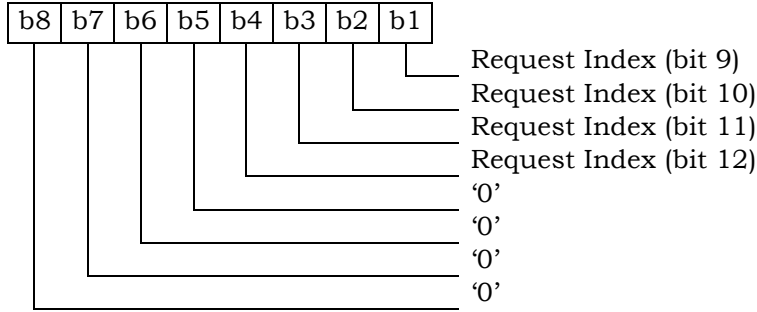 b8 b7 b6 b5 b4 b3 b2 b1
Request Index (bit 9)
Request Index (bit 10)
Request Index (bit 11)
Request Index (bit 12)
‘0’
‘0’
‘0’
‘0’